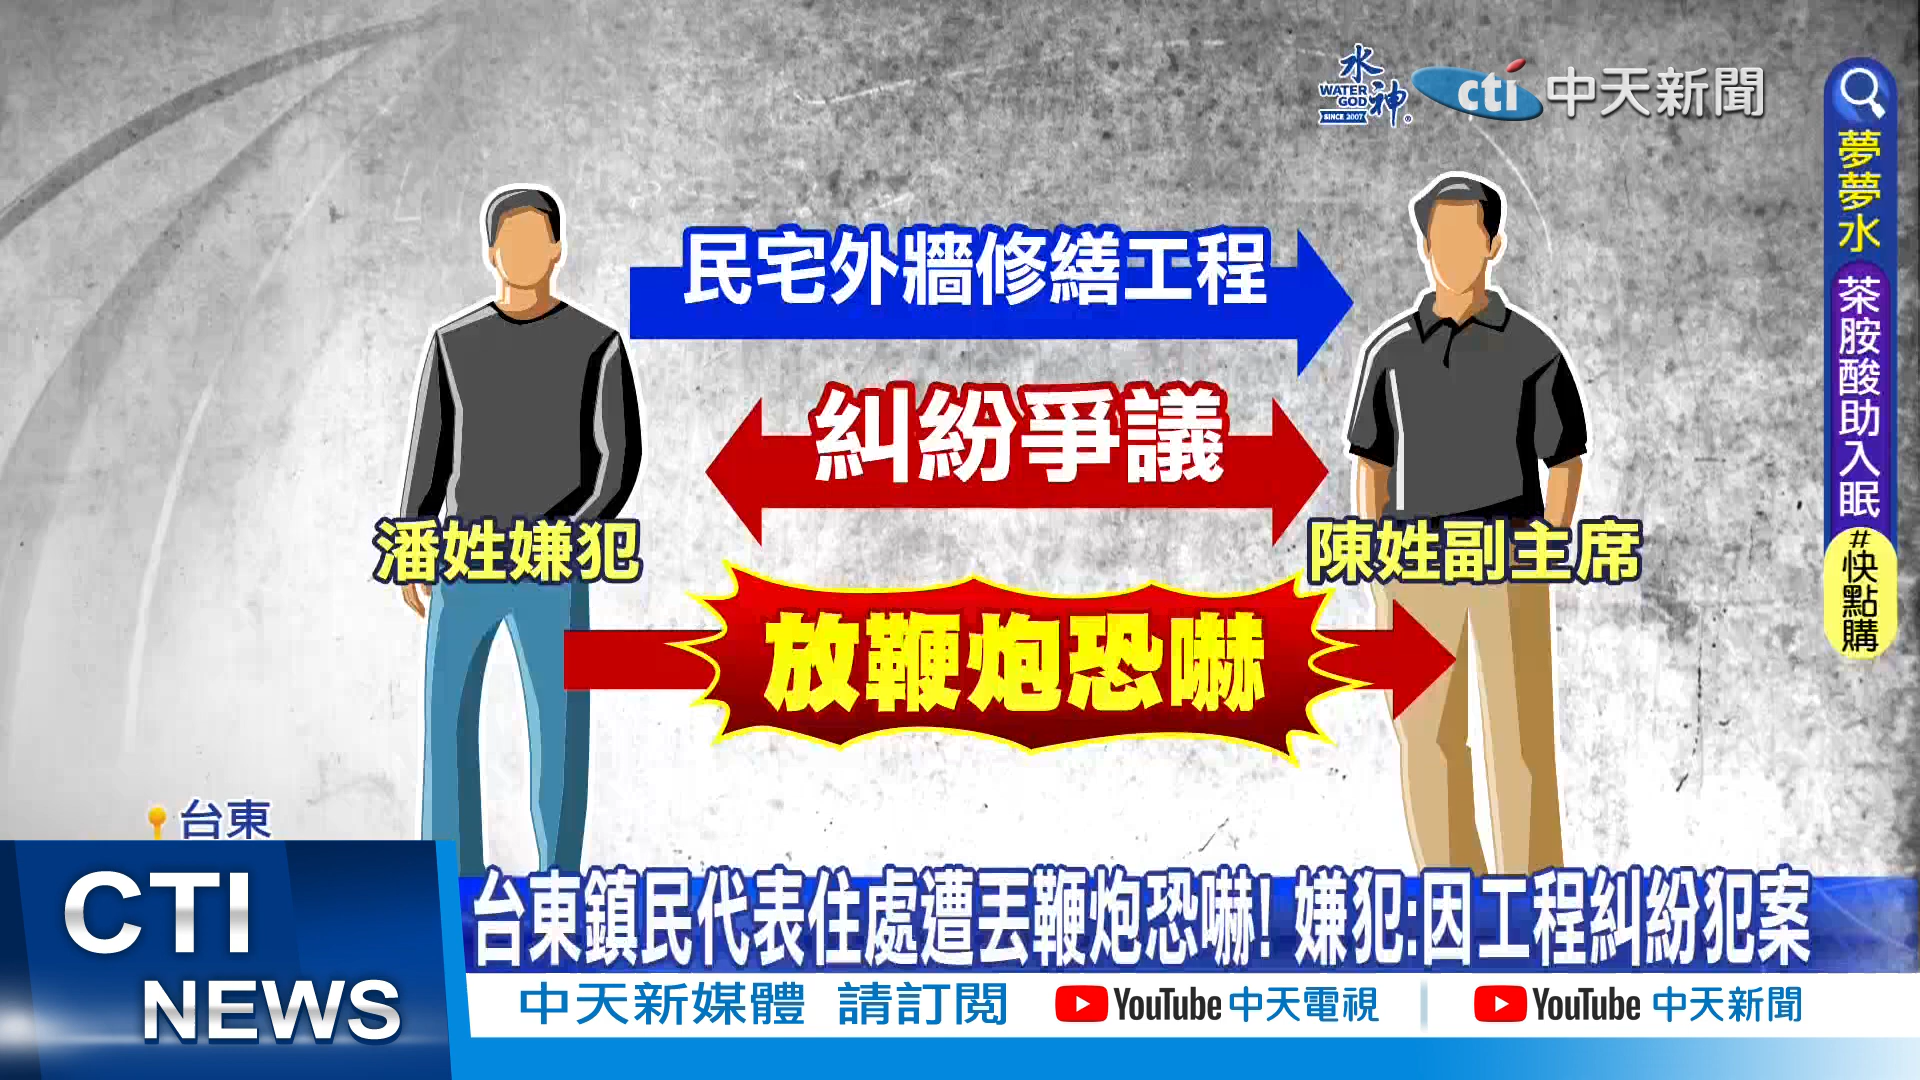 水神
WATER GOD
SINCE 2007
cti 中天新聞
夢夢水
茶胺酸助入眠
#快點購
民宅外牆修繕工程
糾紛爭議
潘姓嫌犯
陳姓副主席
放鞭炮恐嚇
台東
CTI NEWS
台東鎮民代表住處遭丟鞭炮恐嚇! 嫌犯:因工程糾紛犯案
中天新媒體 請訂閱 YouTube 中天電視 | YouTube 中天新聞